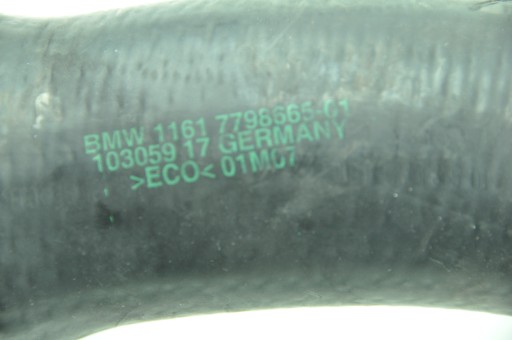 BMW 1161 7798665-01
103059 17 GERMANY
>ECO< 01M07